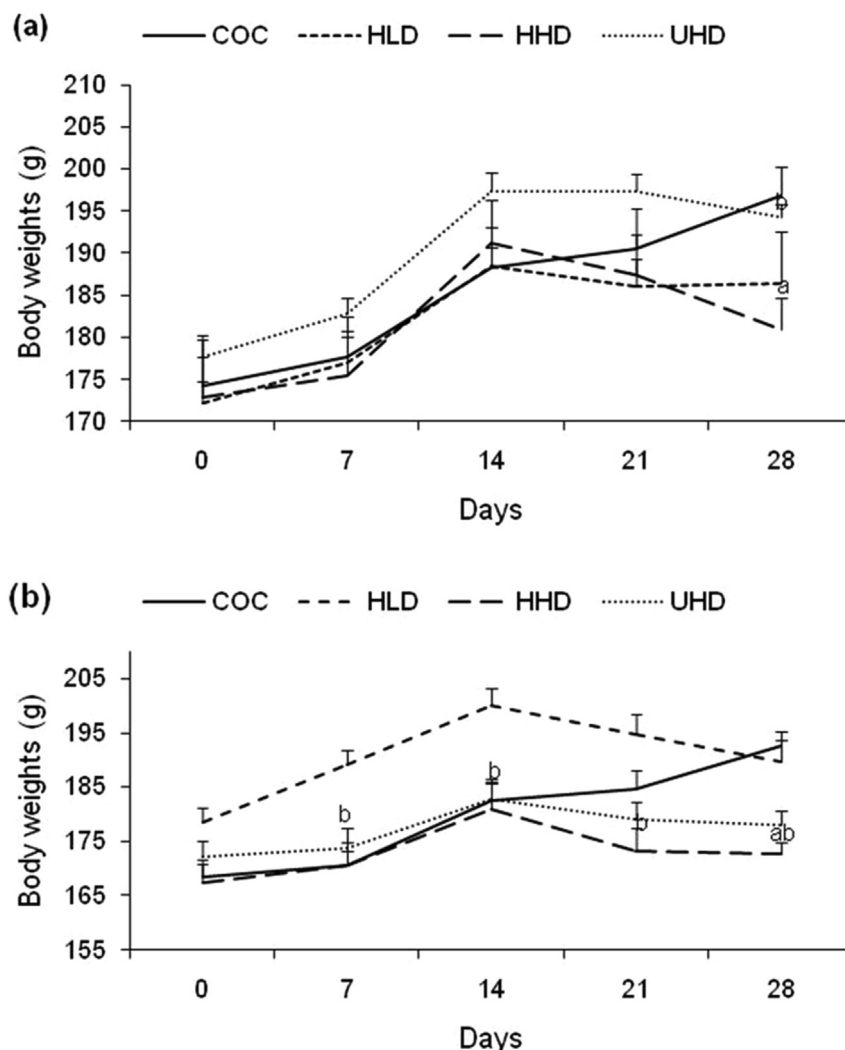 (a)
COC HLD HHD UHD
210
205
200
195
190
185
180
175
170
Body weights (g)
b
a
0 7 14 21 28
Days
(b)
COC HLD HHD UHD
205
195
185
175
165
155
Body weights (g)
b
b
b
ab
0 7 14 21 28
Days